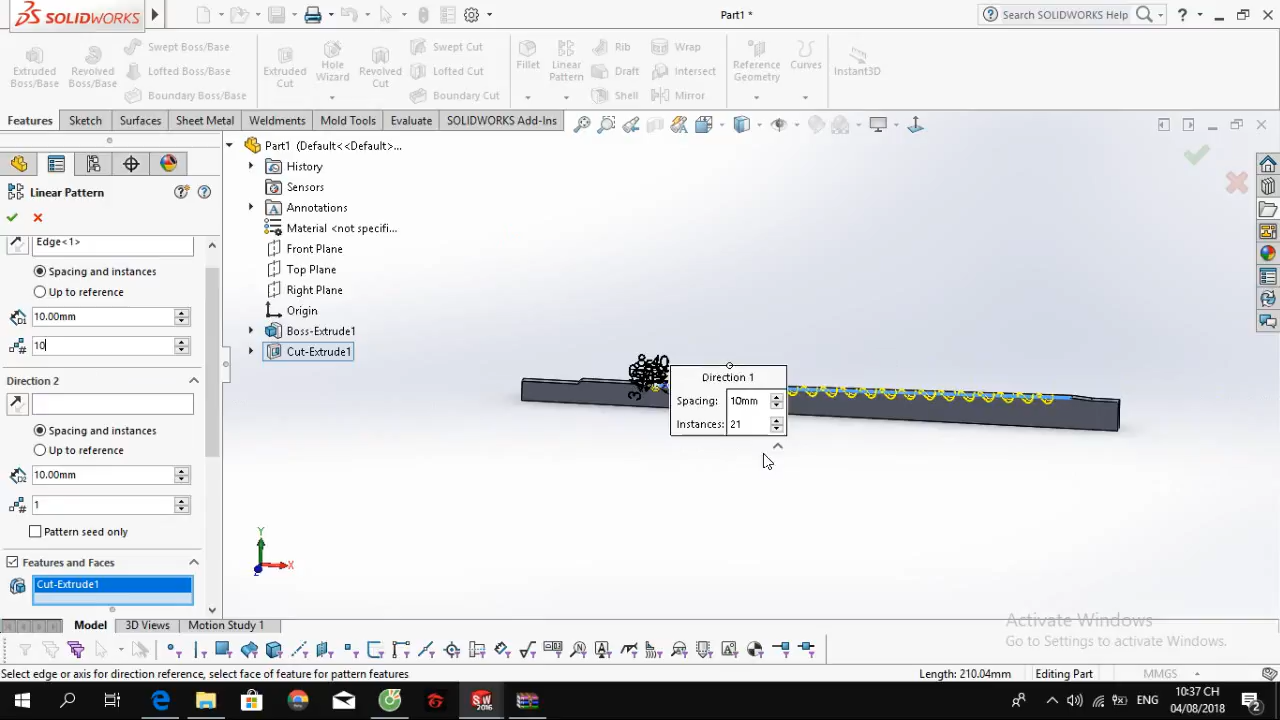 SOLIDWORKS
Part1 *
Search SOLIDWORKS Help
Extruded Boss/Base
Revolved Boss/Base
Swept Boss/Base
Lofted Boss/Base
Boundary Boss/Base
Extruded Cut
Hole Wizard
Revolved Cut
Swept Cut
Lofted Cut
Boundary Cut
Fillet
Linear Pattern
Rib
Draft
Shell
Wrap
Intersect
Mirror
Reference Geometry
Curves
Instant3D
Features
Sketch
Surfaces
Sheet Metal
Weldments
Mold Tools
Evaluate
SOLIDWORKS Add-Ins
Linear Pattern
Edge<1>
Spacing and instances
Up to reference
10.00mm
10
Direction 2
Spacing and instances
Up to reference
10.00mm
1
Pattern seed only
Features and Faces
Cut-Extrude1
Part1 (Default<<Default>...
History
Sensors
Annotations
Material <not specifi...
Front Plane
Top Plane
Right Plane
Origin
Boss-Extrude1
Cut-Extrude1
Direction 1
Spacing: 10mm
Instances: 21
Y
X
Z
Activate Windows
Go to Settings to activate Windows.
Model
3D Views
Motion Study 1
Select edge or axis for direction reference, select face of feature for pattern features
Length: 210.04mm
Editing Part
MMGS
SW
2016
ENG
10:37 CH
04/08/2018
2